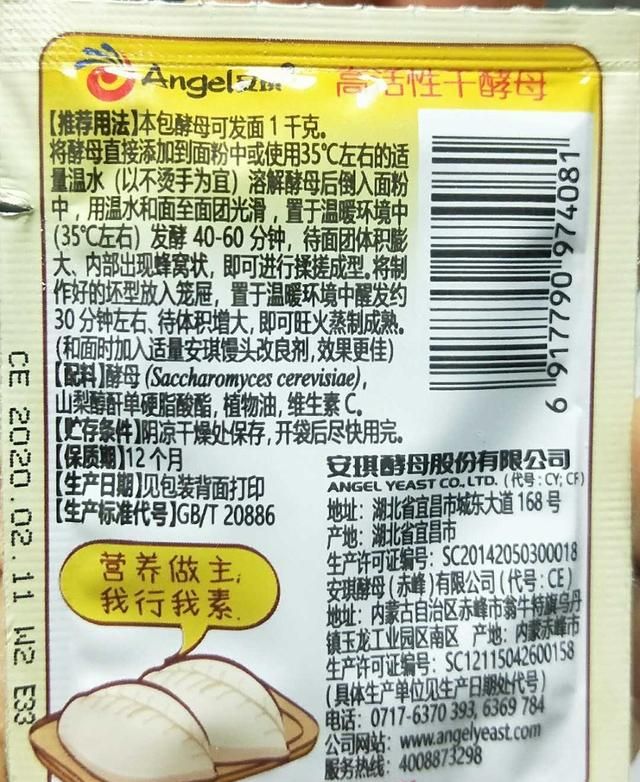 Angel安琪®
高活性干酵母
【推荐用法】本包酵母可发面1千克。
将酵母直接添加到面粉中或使用35℃左右的适
量温水（以不烫手为宜）溶解酵母后倒入面粉
中，用温水和面至面团光滑，置于温暖环境中
(35℃左右) 发酵 40-60 分钟，待面团体积膨
大、内部出现蜂窝状，即可进行揉搓成型。将制
作好的坯型放入笼屉，置于温暖环境中醒发约
30 分钟左右、待体积增大，即可旺火蒸制成熟。
(和面时加入适量安琪馒头改良剂,效果更佳)
【配料】酵母 (Saccharomyces cerevisiae),
山梨醇酐单硬脂酸酯, 植物油, 维生素 C。
【贮存条件】阴凉干燥处保存,开袋后尽快用完。
【保质期】12 个月
【生产日期】见包装背面打印
【生产标准代号】GB/T 20886
6 917790 974081
安琪酵母股份有限公司
ANGEL YEAST CO.,LTD. (代号:CY; CF)
地址：湖北省宜昌市城东大道 168 号
产地：湖北省宜昌市
生产许可证编号：SC20142050300018
安琪酵母 (赤峰)有限公司 (代号：CE)
地址：内蒙古自治区赤峰市翁牛特旗乌丹
镇玉龙工业园区南区 产地：内蒙赤峰市
生产许可证编号：SC12115042600158
(具体生产单位见生产日期处代号)
电话：0717-6370 393, 6369 784
公司网站：www.angelyeast.com
服务热线：4008873298
营养做主,
我行我素.
CE 2020.02.11 W2 E33